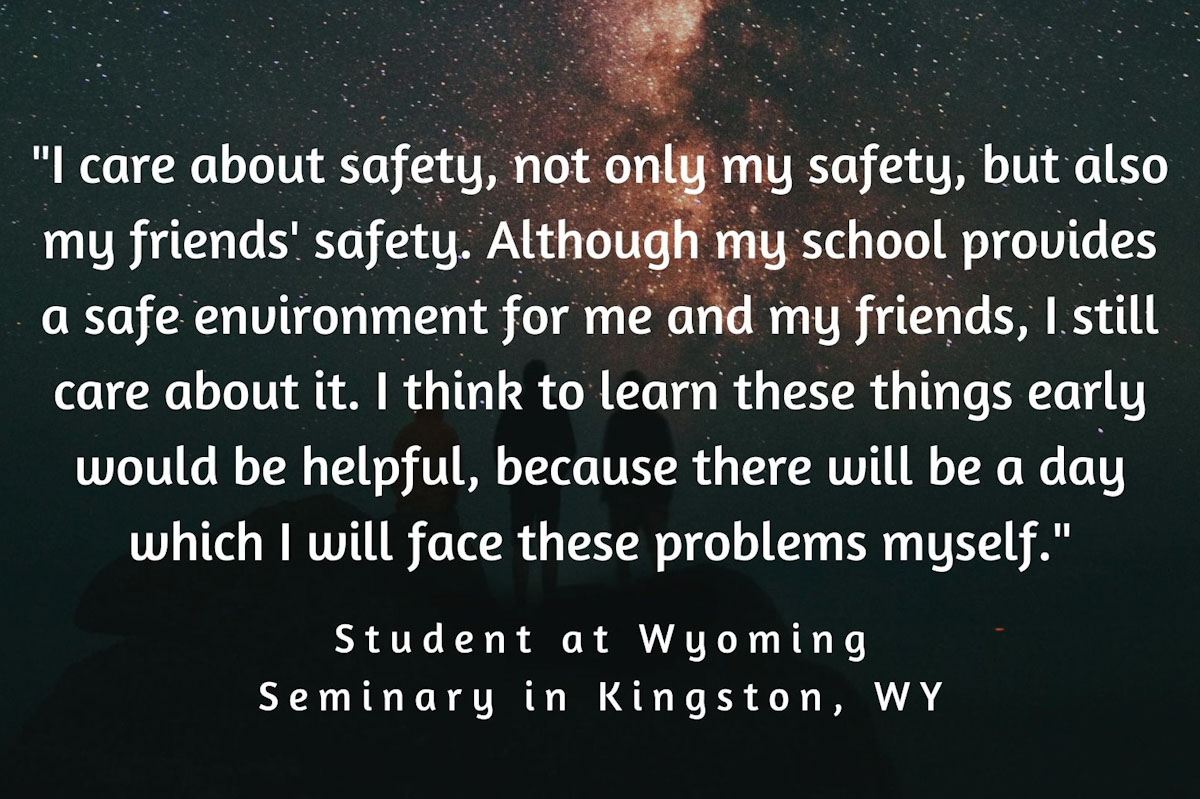 "I care about safety, not only my safety, but also
my friends' safety. Although my school provides
a safe environment for me and my friends, I still
care about it. I think to learn these things early
would be helpful, because there will be a day
which I will face these problems myself."
Student at Wyoming
Seminary in Kingston, WY